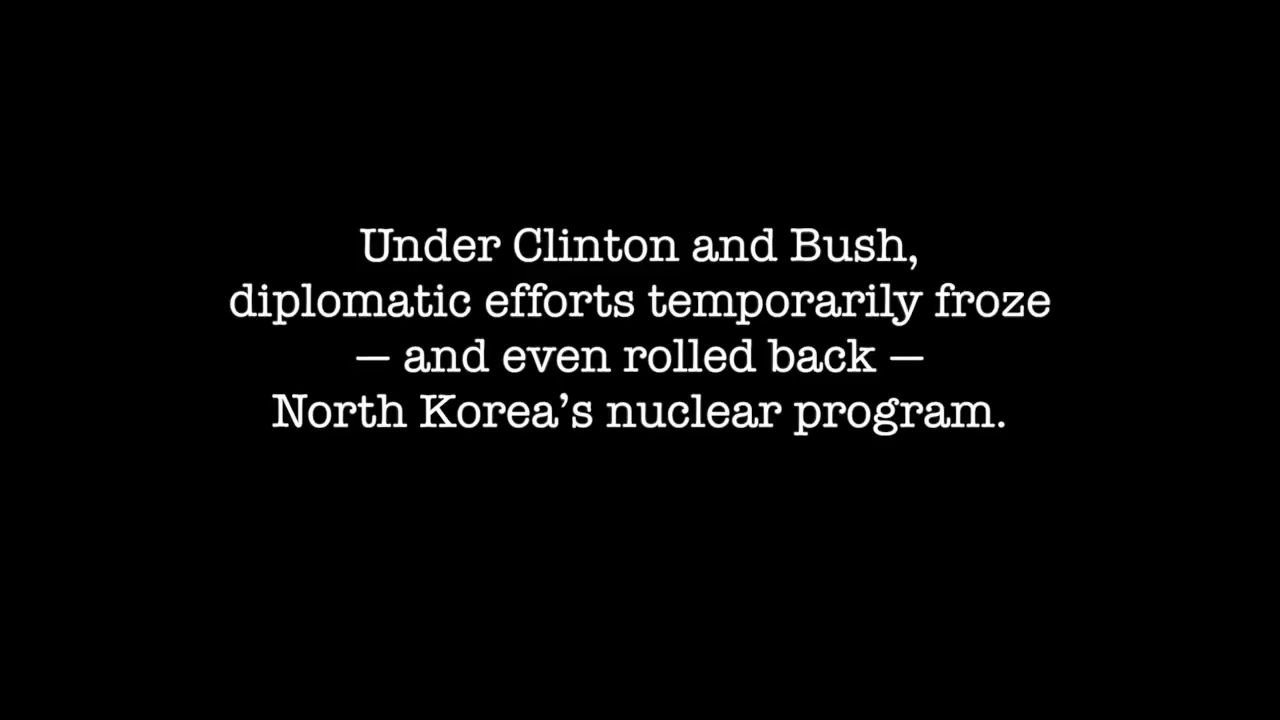 Under Clinton and Bush,
diplomatic efforts temporarily froze
— and even rolled back —
North Korea’s nuclear program.